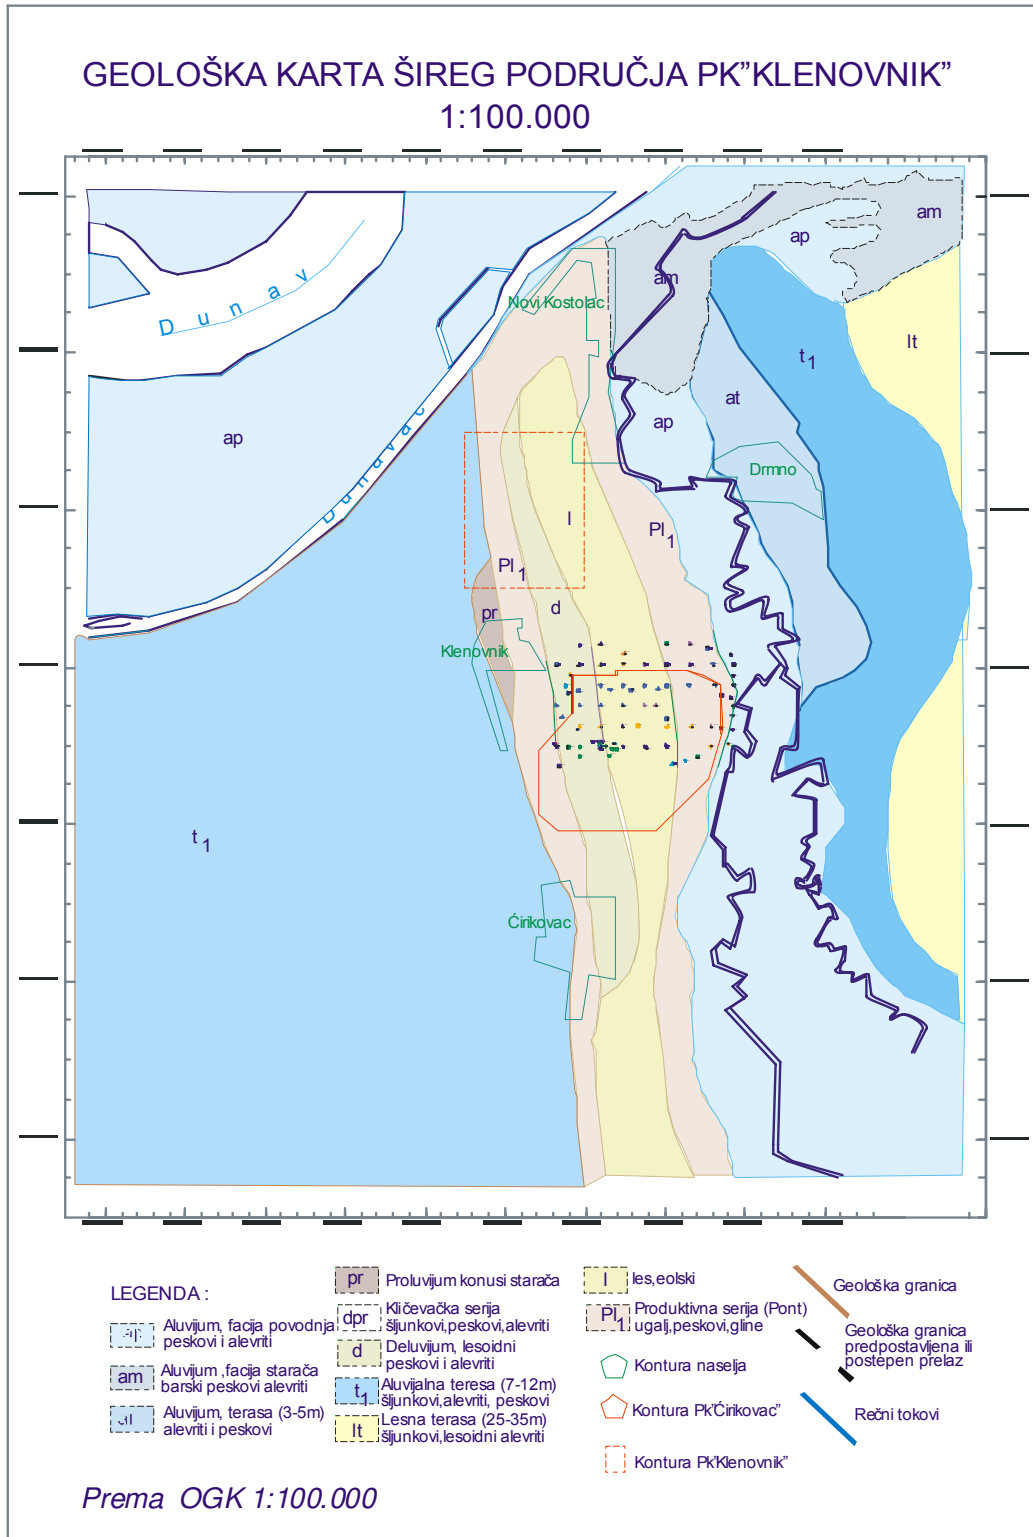 GEOLOŠKA KARTA ŠIREG PODRUČJA PK"KLENOVNIK"
1:100.000
am
ap
am
Dunav
Novi Kostolac
t1
lt
at
ap
ap
Drmno
Dunavac
l
Pl1
Pl1
d
pr
Klenovnik
t1
Ćirikovac
LEGENDA :
Aluvijum, facija povodnja
peskovi i alevriti
am
Aluvijum ,facija starača
barski peskovi alevriti
Aluvijum, terasa (3-5m)
alevriti i peskovi
pr
Proluvijum konusi starača
dpr
Kličevačka serija
šljunkovi,peskovi,alevriti
d
Deluvijum, lesoidni
peskovi i alevriti
t1
Aluvijalna teresa (7-12m)
šljunkovi,alevriti, peskovi
lt
Lesna terasa (25-35m)
šljunkovi,lesoidni alevriti
l
les,eolski
Pl1
Produktivna serija (Pont)
ugalj,peskovi,gline
Kontura naselja
Kontura Pk"Ćirikovac"
Kontura Pk"Klenovnik"
Geološka granica
Geološka granica
predpostavljena ili
postepen prelaz
Rečni tokovi
Prema OGK 1:100.000